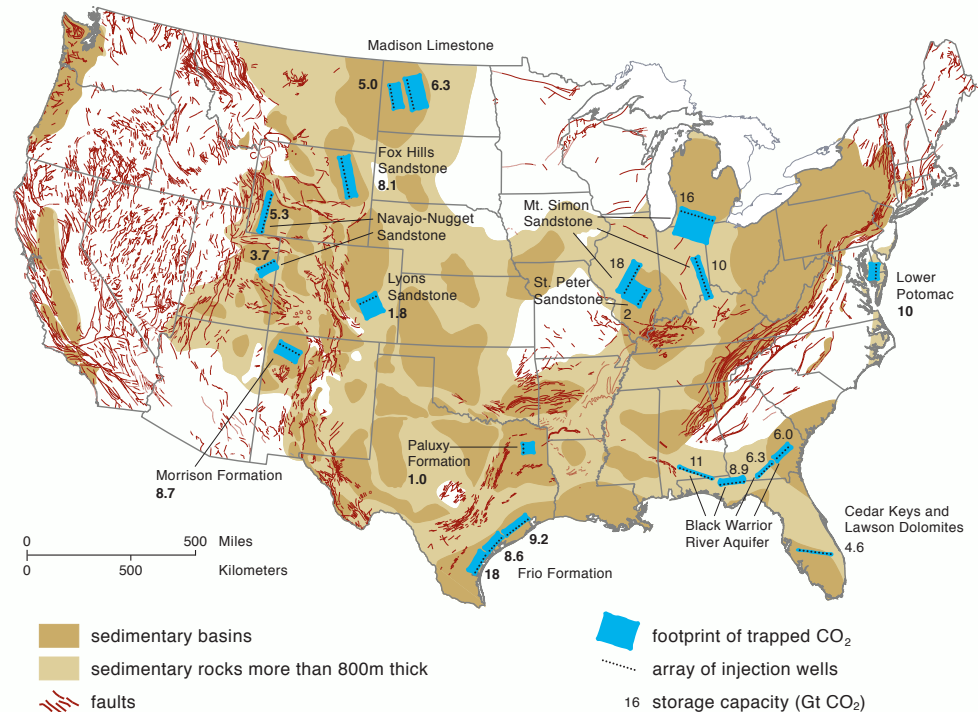 Madison Limestone
5.0
6.3
Fox Hills
Sandstone
8.1
5.3
Navajo-Nugget
Sandstone
3.7
Lyons
Sandstone
1.8
Mt. Simon
Sandstone
16
18
10
St. Peter
Sandstone
2
Lower
Potomac
10
Morrison Formation
8.7
Paluxy
Formation
1.0
11
8.9
6.3
6.0
Black Warrior
River Aquifer
Cedar Keys and
Lawson Dolomites
4.6
9.2
8.6
18
Frio Formation
0 500 Miles
0 500 Kilometers
sedimentary basins
sedimentary rocks more than 800m thick
faults
footprint of trapped CO₂
array of injection wells
16 storage capacity (Gt CO₂)